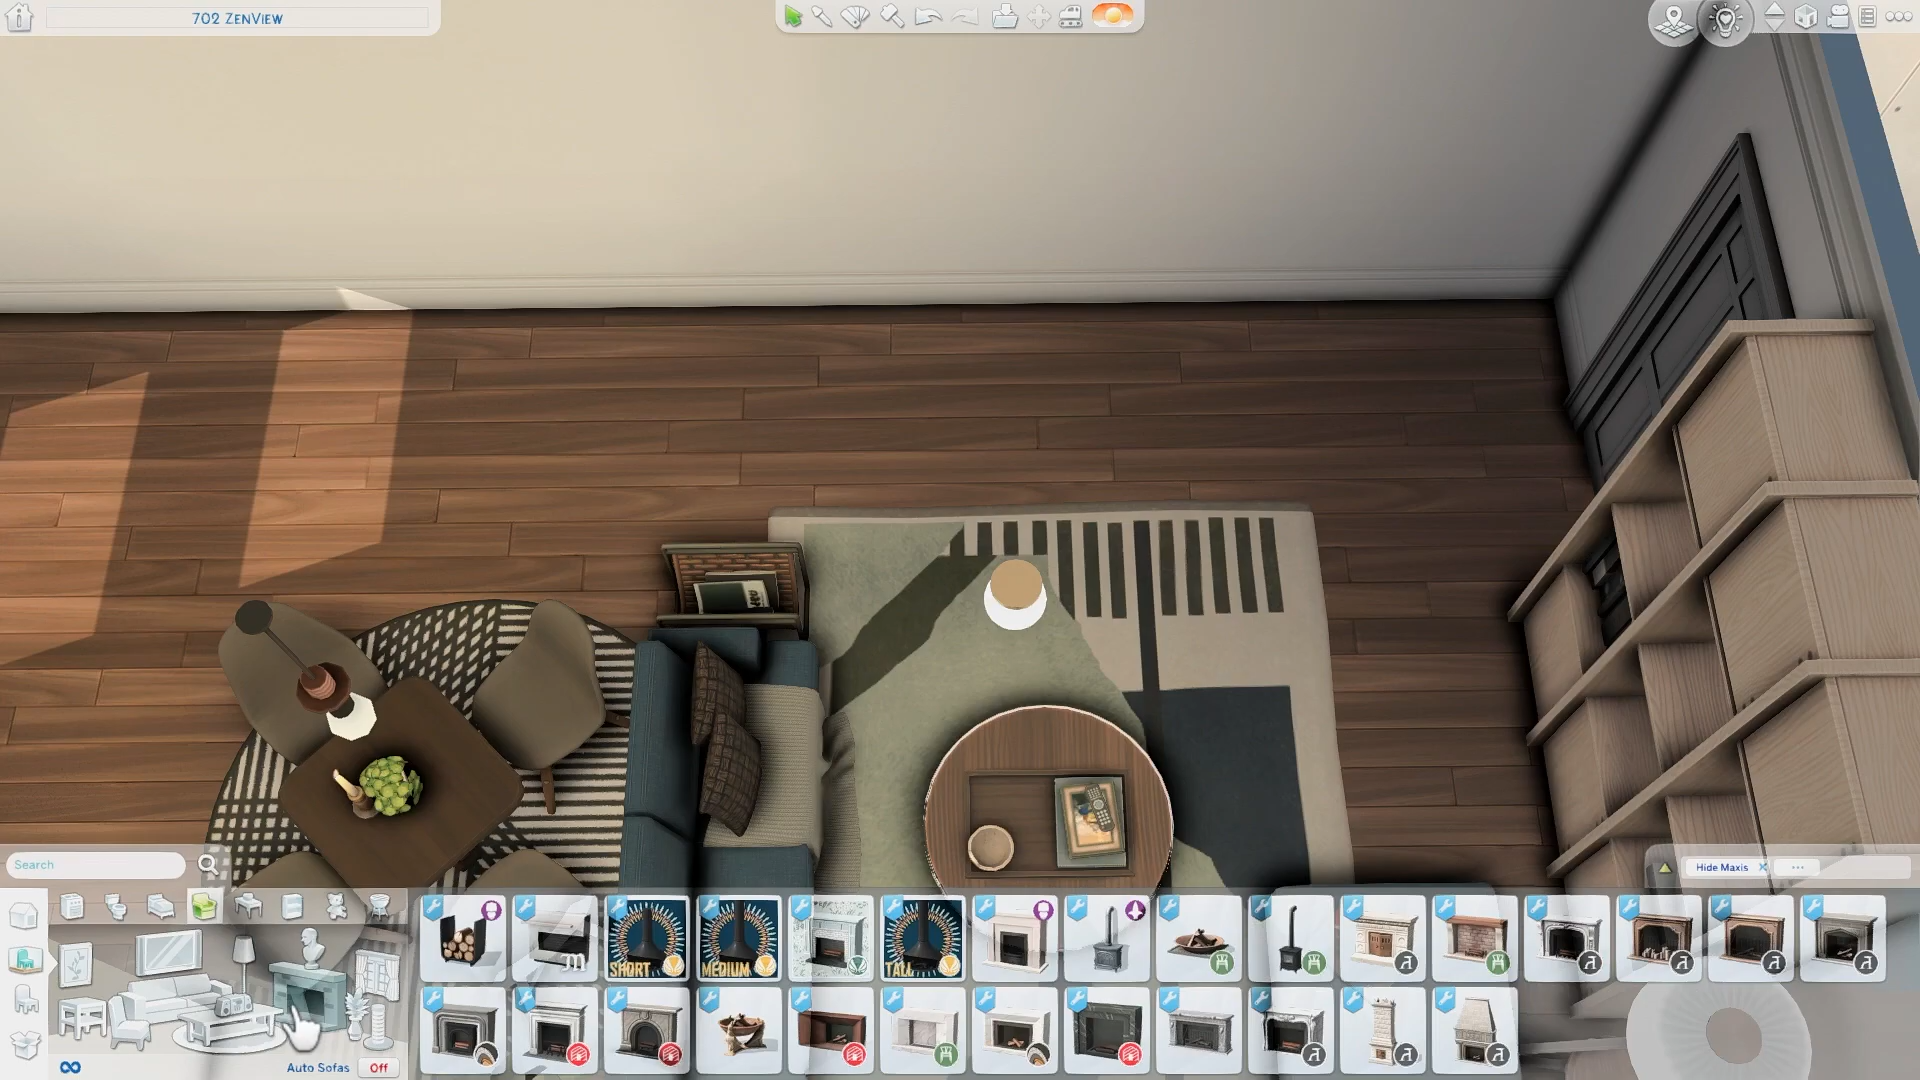 702 ZENVIEW
Search
Hide Maxis
SHORT
MEDIUM
TALL
Auto Sofas
Off